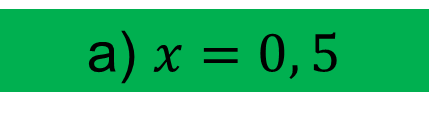 a) x = 0, 5